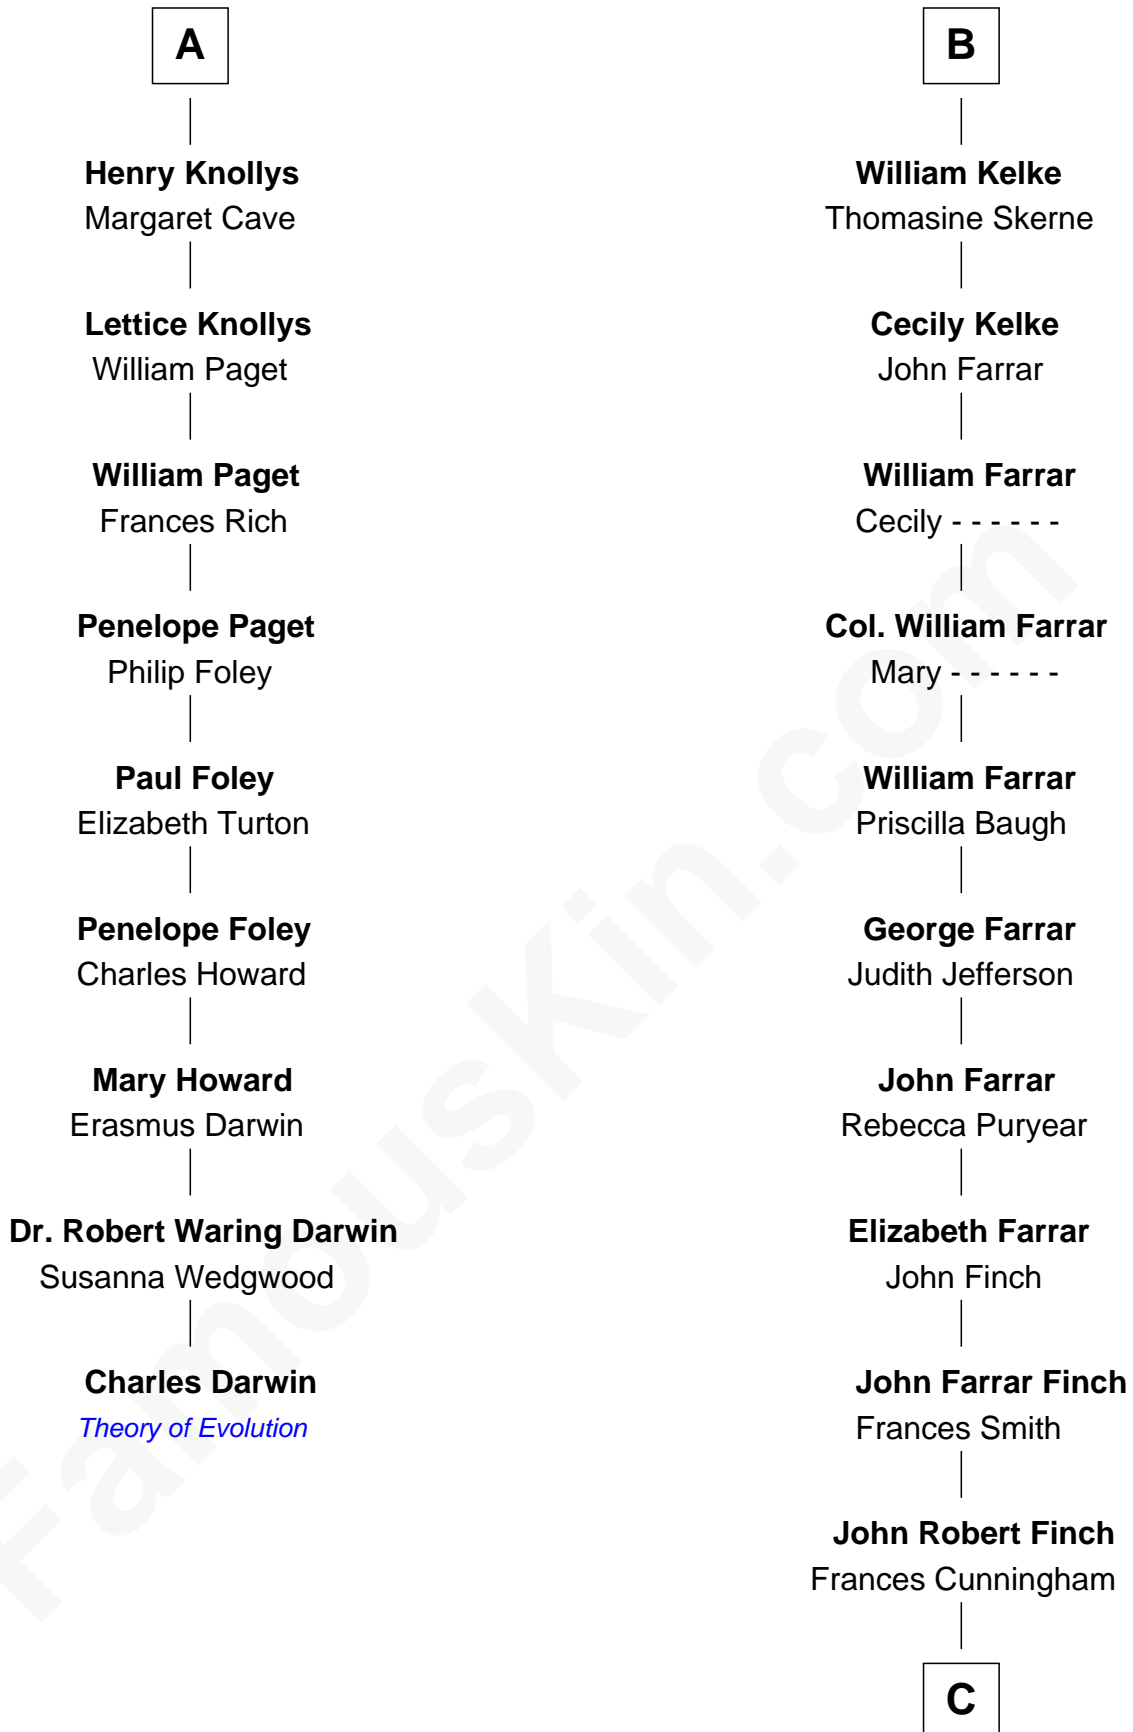 A
Henry Knollys
Margaret Cave
Lettice Knollys
William Paget
William Paget
Frances Rich
Penelope Paget
Philip Foley
Paul Foley
Elizabeth Turton
Penelope Foley
Charles Howard
Mary Howard
Erasmus Darwin
Dr. Robert Waring Darwin
Susanna Wedgwood
Charles Darwin
Theory of Evolution
B
William Kelke
Thomasine Skerne
Cecily Kelke
John Farrar
William Farrar
Cecily - - - - - -
Col. William Farrar
Mary - - - - - -
William Farrar
Priscilla Baugh
George Farrar
Judith Jefferson
John Farrar
Rebecca Puryear
Elizabeth Farrar
John Finch
John Farrar Finch
Frances Smith
John Robert Finch
Frances Cunningham
C
FamousKin.com